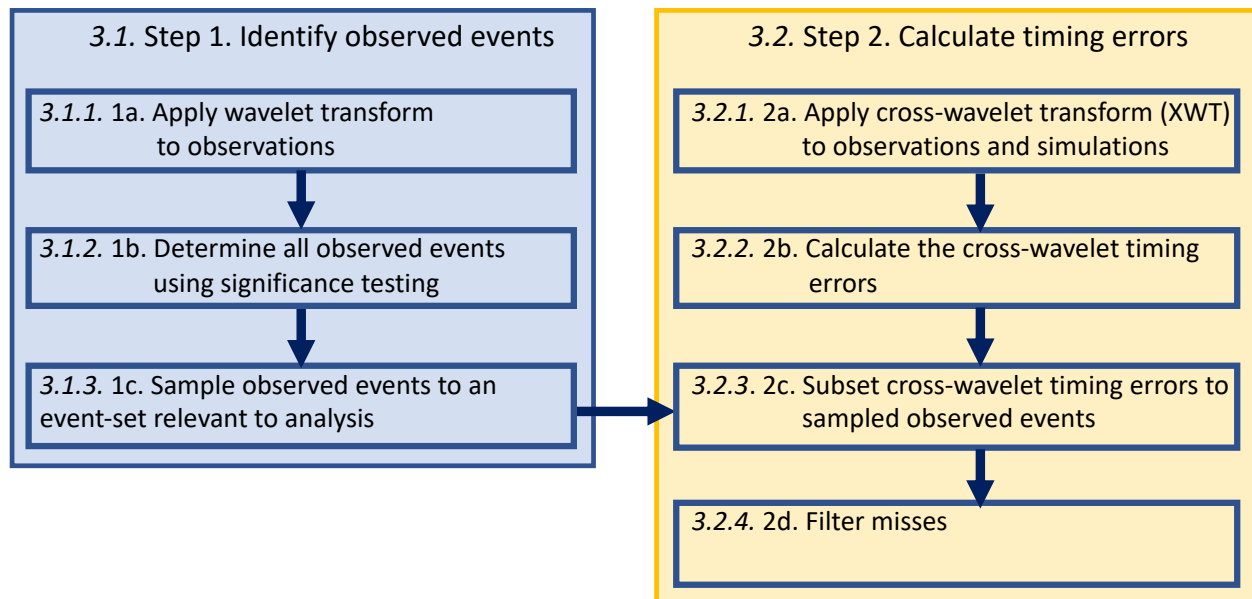 3.1. Step 1. Identify observed events
3.1.1. 1a. Apply wavelet transform
to observations
3.1.2. 1b. Determine all observed events
using significance testing
3.1.3. 1c. Sample observed events to an
event-set relevant to analysis
3.2. Step 2. Calculate timing errors
3.2.1. 2a. Apply cross-wavelet transform (XWT)
to observations and simulations
3.2.2. 2b. Calculate the cross-wavelet timing
errors
3.2.3. 2c. Subset cross-wavelet timing errors to
sampled observed events
3.2.4. 2d. Filter misses